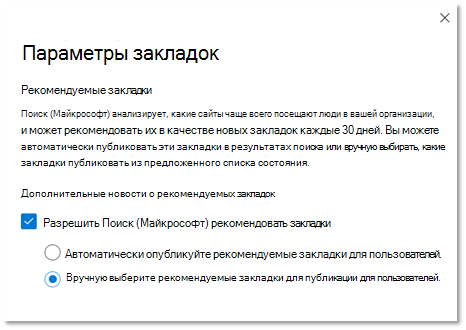 Параметры закладок
Рекомендуемые закладки
Поиск (Майкрософт) анализирует, какие сайты чаще всего посещают люди в вашей организации,
и может рекомендовать их в качестве новых закладок каждые 30 дней. Вы можете
автоматически публиковать эти закладки в результатах поиска или вручную выбирать, какие
закладки публиковать из предложенного списка состояния.
Дополнительные новости о рекомендуемых закладок
Разрешить Поиск (Майкрософт) рекомендовать закладки
Автоматически опубликуйте рекомендуемые закладки для пользователей.
Вручную выберите рекомендуемые закладки для публикации для пользователей.